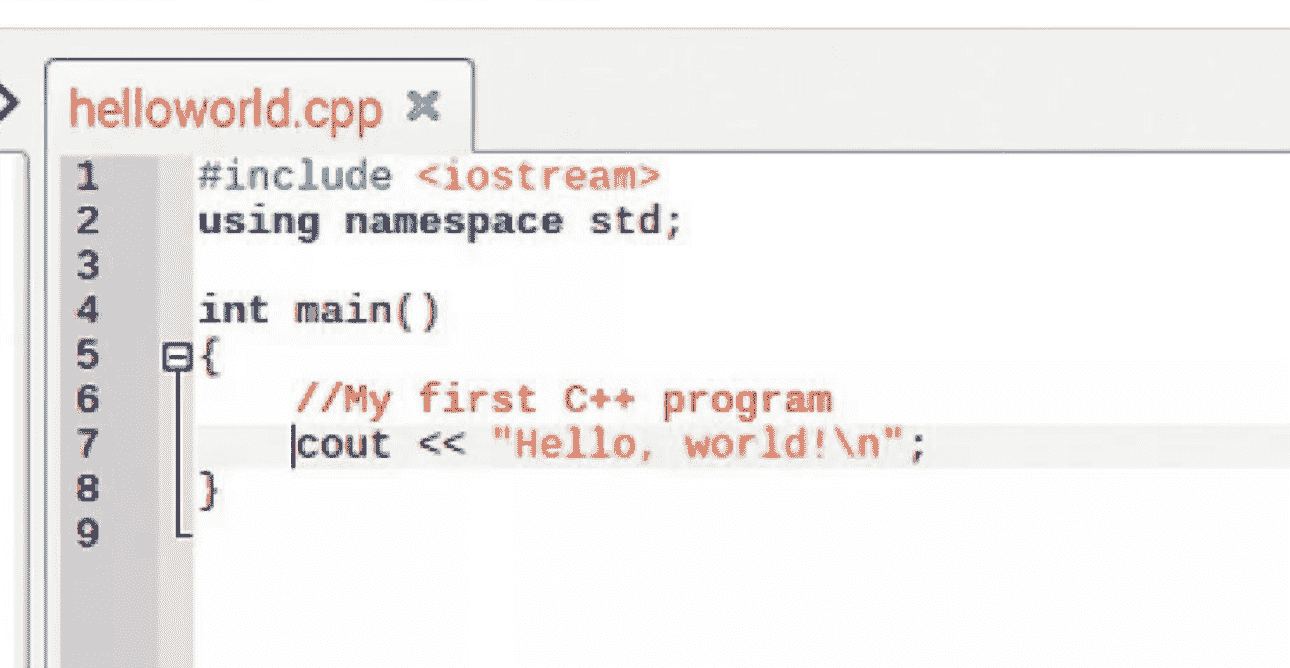 helloworld.cpp
1 #include <iostream>
2 using namespace std;
3
4 int main()
5 {
6 //My first C++ program
7 cout << "Hello, world!\n";
8 }
9